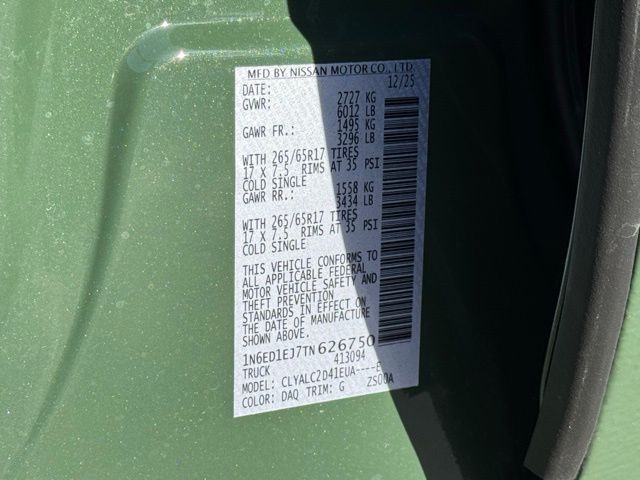 MFD BY NISSAN MOTOR CO., LTD.
DATE: 12/25
GVWR: 2727 KG
6012 LB
GAWR FR.: 1495 KG
3296 LB
WITH 265/65R17 TIRES
17 X 7.5 RIMS AT 35 PSI
COLD SINGLE
GAWR RR.: 1558 KG
3434 LB
WITH 265/65R17 TIRES
17 X 7.5 RIMS AT 35 PSI
COLD SINGLE
THIS VEHICLE CONFORMS TO
ALL APPLICABLE FEDERAL
MOTOR VEHICLE SAFETY AND
THEFT PREVENTION
STANDARDS IN EFFECT ON
THE DATE OF MANUFACTURE
SHOWN ABOVE.
1N6ED1EJ7TN626750
TRUCK 413094
MODEL: CLYALC2D41EUA----E
COLOR: DAQ TRIM: G ZS00A